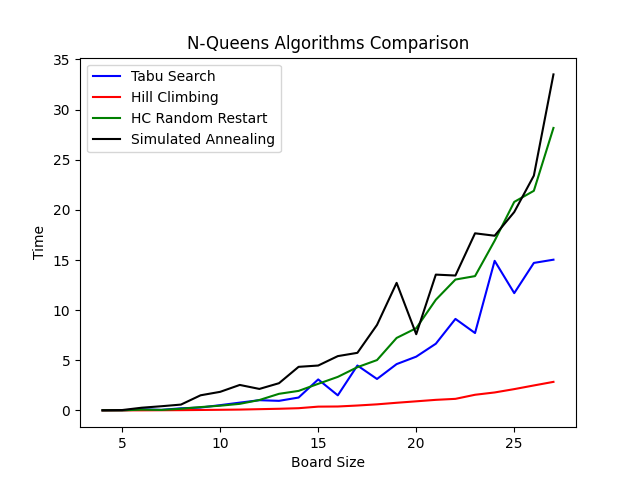 N-Queens Algorithms Comparison
35
30
25
20
15
10
5
0
Time
Tabu Search
Hill Climbing
HC Random Restart
Simulated Annealing
5 10 15 20 25
Board Size